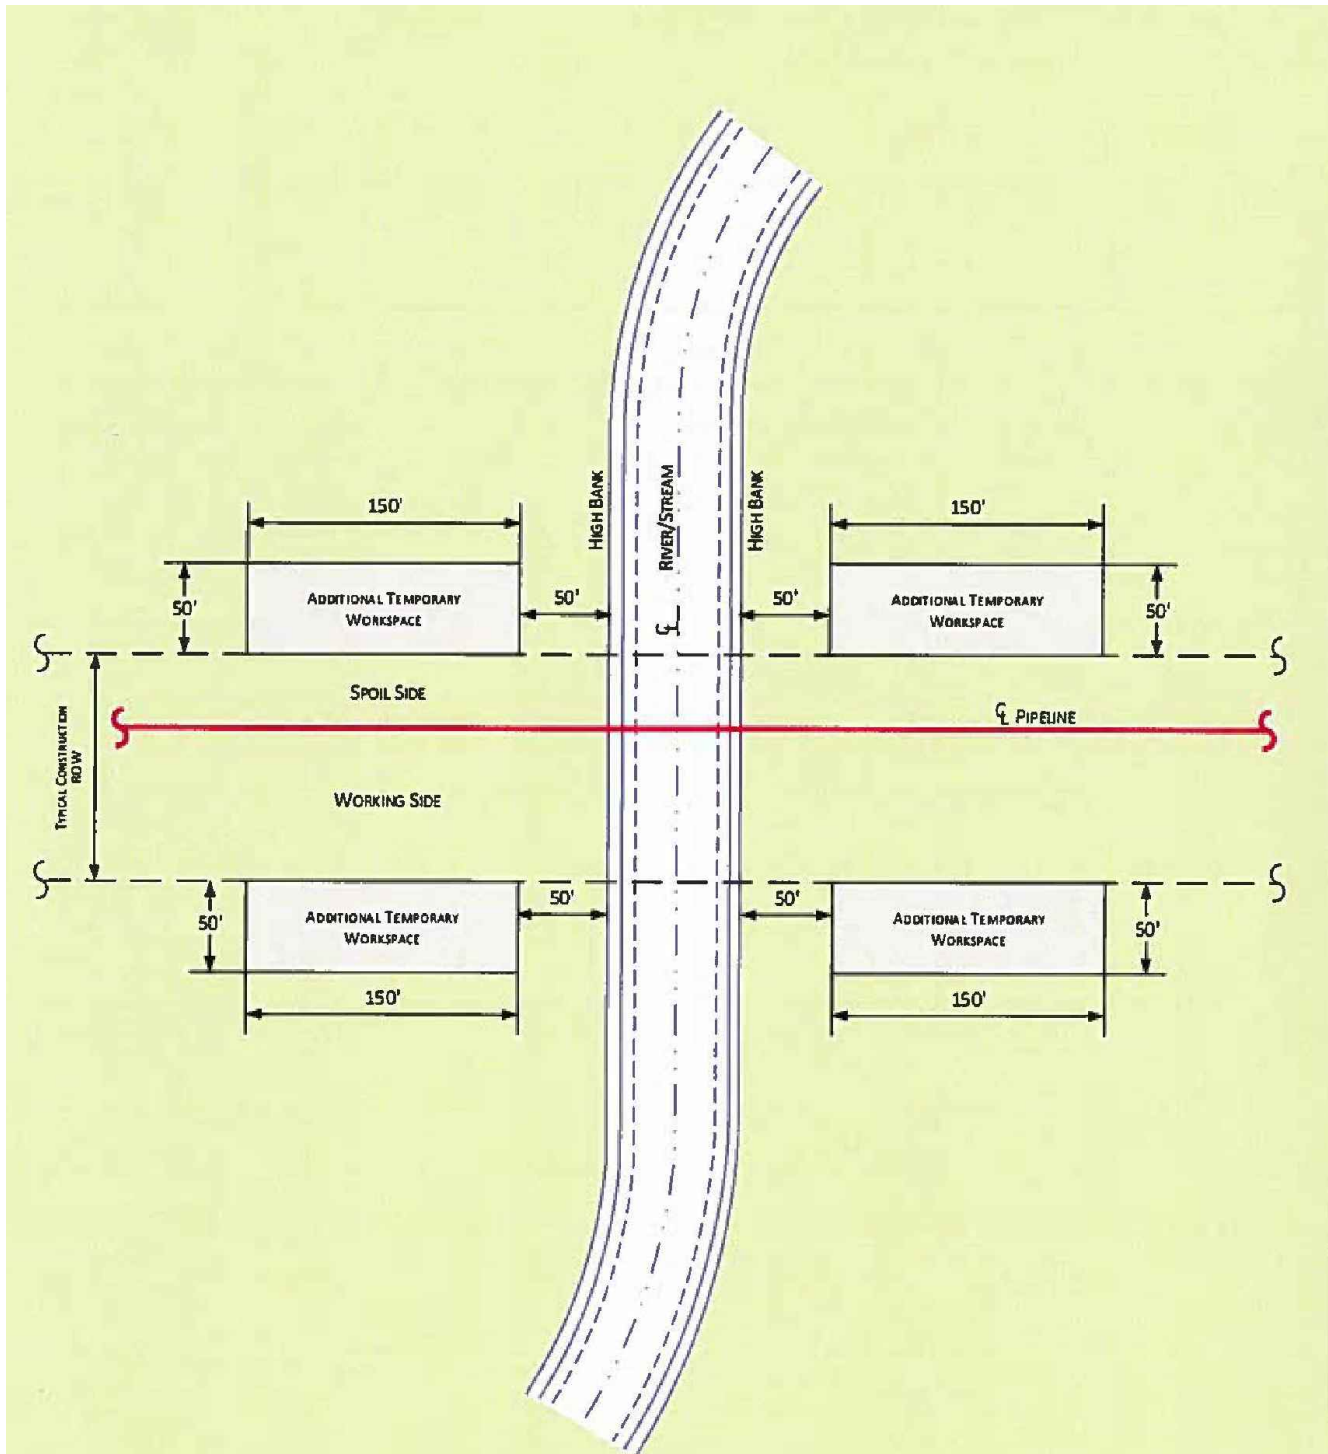 HIGH BANK
RIVER/STREAM
HIGH BANK
150'
150'
50'
ADDITIONAL TEMPORARY
WORKSPACE
50'
50'
ADDITIONAL TEMPORARY
WORKSPACE
50'
℄
SPOIL SIDE
℄ PIPELINE
TYPICAL CONSTRUCTION
ROW
WORKING SIDE
50'
ADDITIONAL TEMPORARY
WORKSPACE
50'
50'
ADDITIONAL TEMPORARY
WORKSPACE
50'
150'
150'